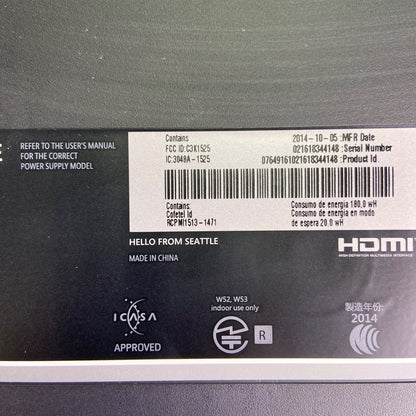 REFER TO THE USER'S MANUAL
FOR THE CORRECT
POWER SUPPLY MODEL
Contains
FCC ID:C3K1525
IC:3048A-1525
2014-10-05 :MFR Date
021618344148 :Serial Number
07649161021618344148 :Product Id.
Contains:
Cofetel Id
RCPMI1513-1471
Consumo de energia 180,0 wH
Consumo de energia en modo
de espera 20,0 wH
HELLO FROM SEATTLE
MADE IN CHINA
HDMI
HIGH-DEFINITION MULTIMEDIA INTERFACE
ICASA
APPROVED
W52, W53
indoor use only
R
製造年份:
2014